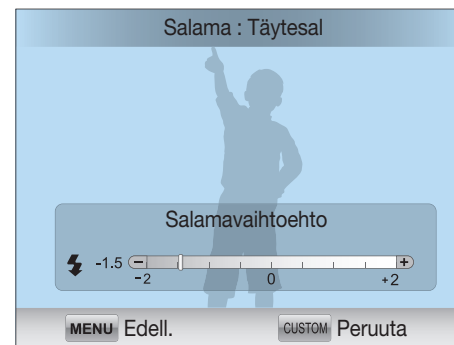 Salama : Täytesal
Salamavaihtoehto
-1.5 − +
-2 0 +2
MENU Edell. CUSTOM Peruuta